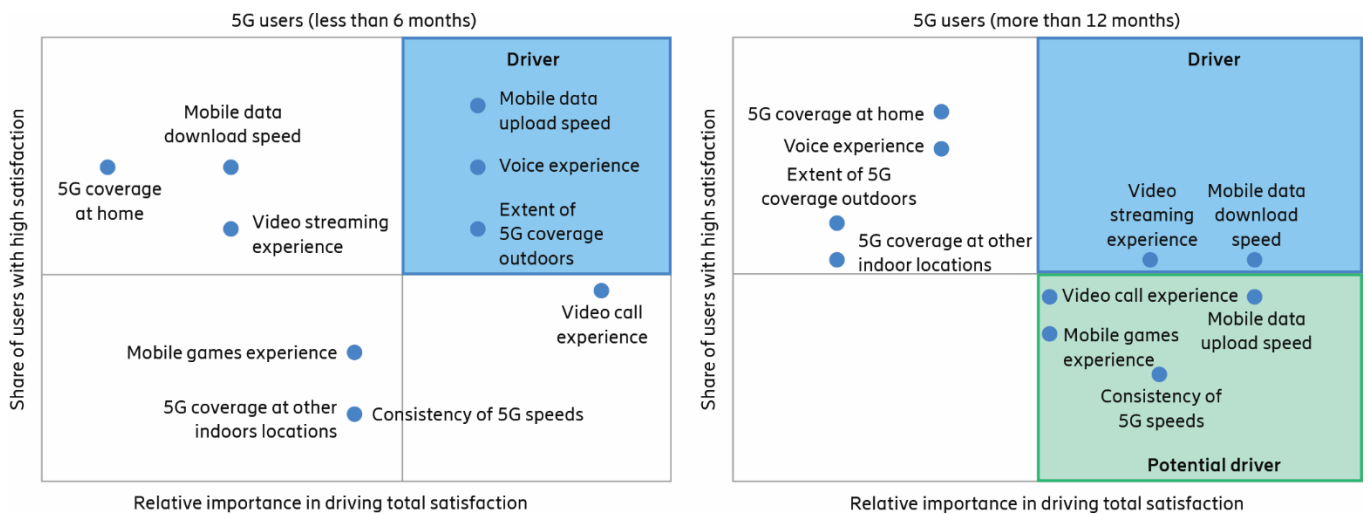 5G users (less than 6 months)
Share of users with high satisfaction
Driver
Mobile data
upload speed
Mobile data
download speed
5G coverage
at home
Voice experience
Video streaming
experience
Extent of
5G coverage
outdoors
Video call
experience
Mobile games experience
5G coverage at other
indoors locations
Consistency of 5G speeds
Relative importance in driving total satisfaction
5G users (more than 12 months)
Share of users with high satisfaction
Driver
5G coverage at home
Voice experience
Extent of 5G
coverage outdoors
5G coverage at other
indoor locations
Video
streaming
experience
Mobile data
download
speed
Video call experience
Mobile data
upload speed
Mobile games
experience
Consistency of
5G speeds
Potential driver
Relative importance in driving total satisfaction